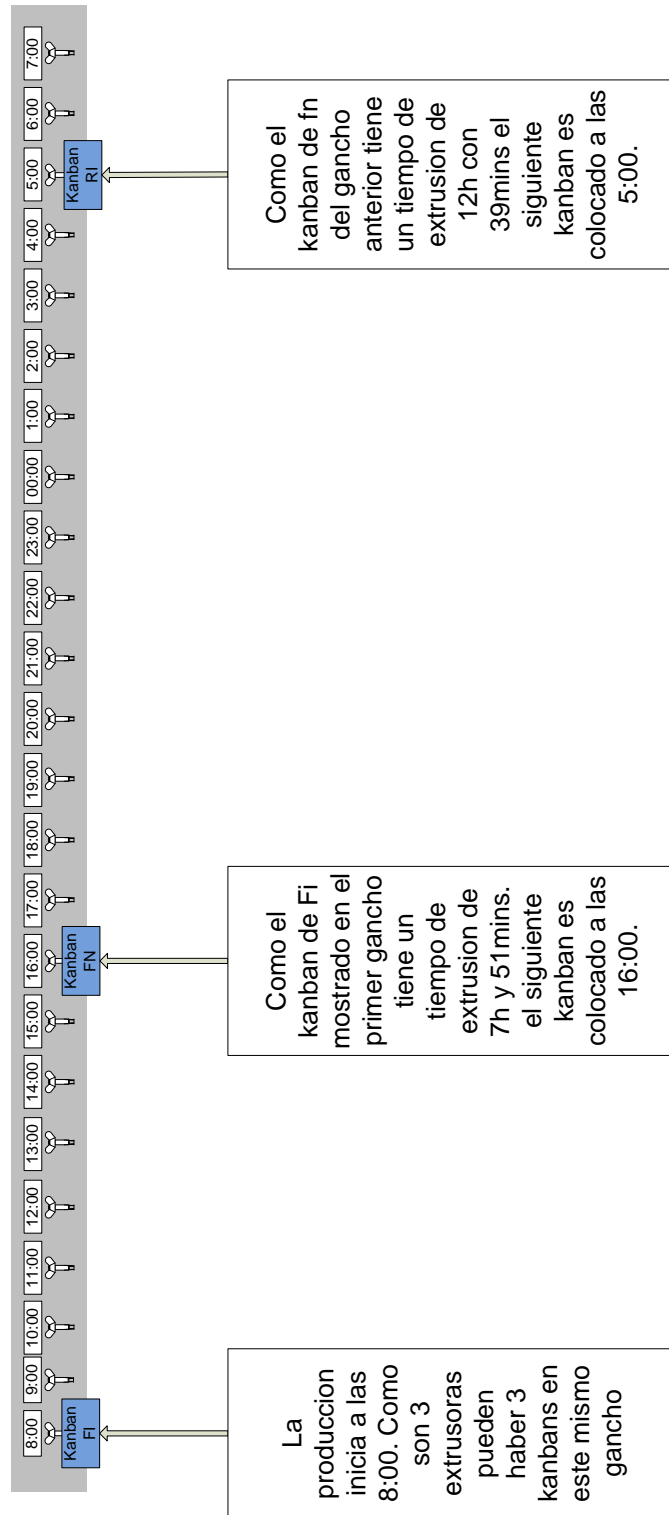 8:00
9:00
10:00
11:00
12:00
13:00
14:00
15:00
16:00
17:00
18:00
19:00
20:00
21:00
22:00
23:00
00:00
1:00
2:00
3:00
4:00
5:00
6:00
7:00
Kanban
FI
Kanban
FN
Kanban
RI
La
produccion
inicia a las
8:00. Como
son 3
extrusoras
pueden
haber 3
kanbans en
este mismo
gancho
Como el
kanban de Fi
mostrado en el
primer gancho
tiene un
tiempo de
extrusion de
7h y 51mins.
el siguiente
kanban es
colocado a las
16:00.
Como el
kanban de fn
del gancho
anterior tiene
un tiempo de
extrusion de
12h con
39mins el
siguiente
kanban es
colocado a las
5:00.